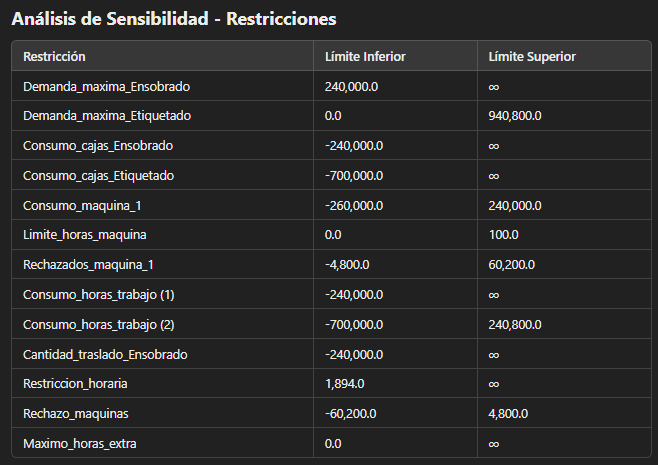 Análisis de Sensibilidad - Restricciones
Restricción Límite Inferior Límite Superior
Demanda_maxima_Ensobrado 240,000.0 ∞
Demanda_maxima_Etiquetado 0.0 940,800.0
Consumo_cajas_Ensobrado -240,000.0 ∞
Consumo_cajas_Etiquetado -700,000.0 ∞
Consumo_maquina_1 -260,000.0 240,000.0
Limite_horas_maquina 0.0 100.0
Rechazados_maquina_1 -4,800.0 60,200.0
Consumo_horas_trabajo (1) -240,000.0 ∞
Consumo_horas_trabajo (2) -700,000.0 240,800.0
Cantidad_traslado_Ensobrado -240,000.0 ∞
Restriccion_horaria 1,894.0 ∞
Rechazo_maquinas -60,200.0 4,800.0
Maximo_horas_extra 0.0 ∞